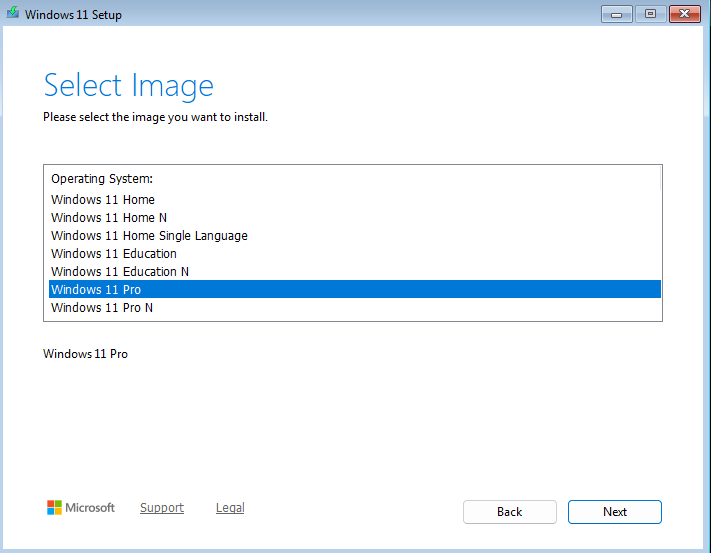 Windows 11 Setup
Select Image
Please select the image you want to install.
Operating System:
Windows 11 Home
Windows 11 Home N
Windows 11 Home Single Language
Windows 11 Education
Windows 11 Education N
Windows 11 Pro
Windows 11 Pro N
Windows 11 Pro
Microsoft Support Legal Back Next